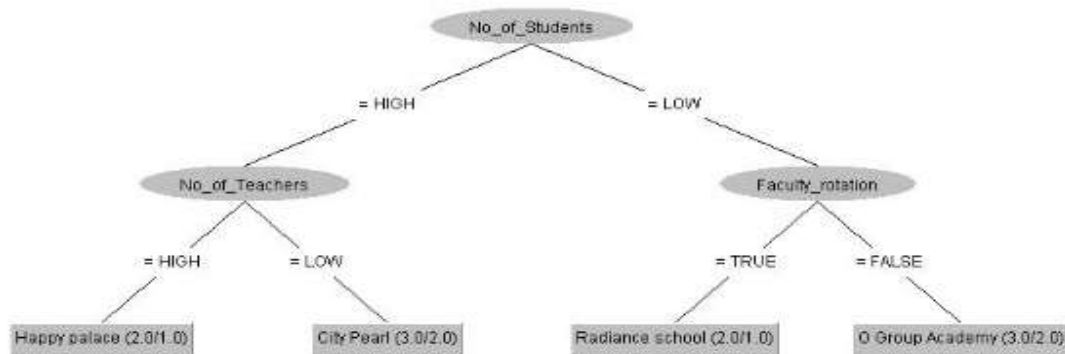 No_of_Students
= HIGH
= LOW
No_of_Teachers
Faculty_rotation
= HIGH
= LOW
= TRUE
= FALSE
Happy palace (2.0/1.0)
City Pearl (3.0/2.0)
Radiance school (2.0/1.0)
O Group Academy (3.0/2.0)